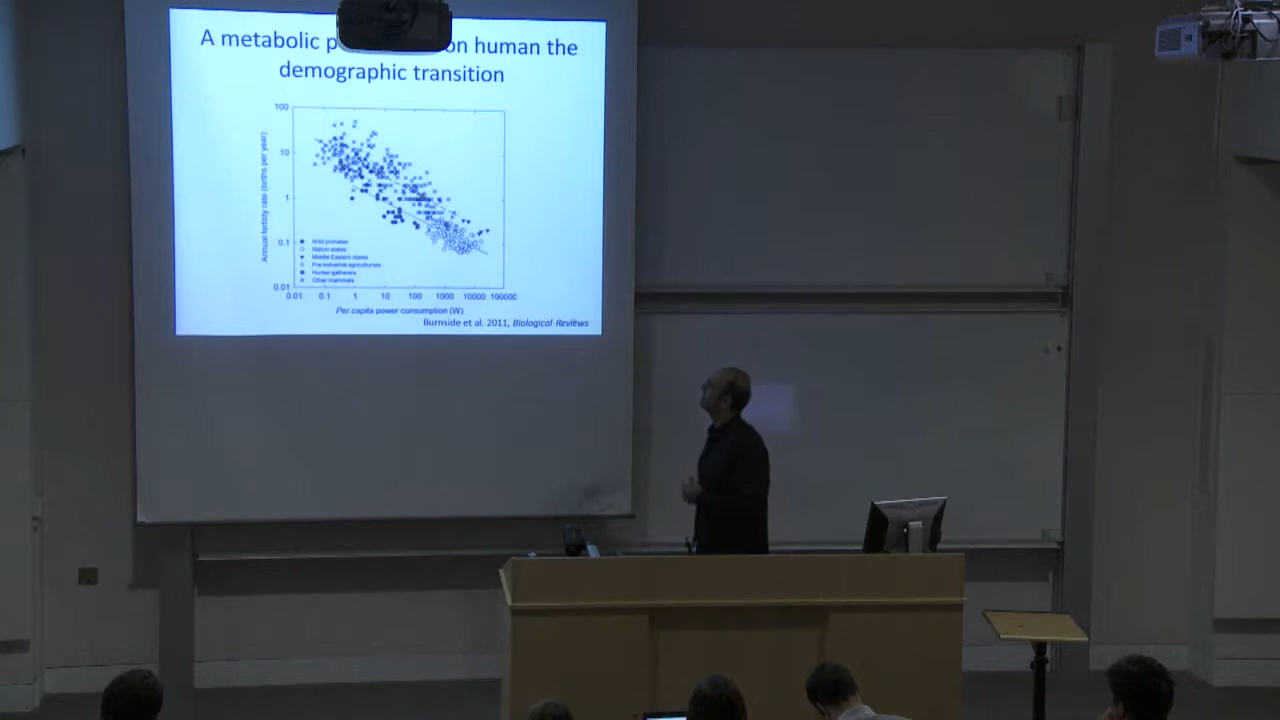 A metabolic p on human the
demographic transition
100
10
1
0.1
0.01
Annual fertility rate (births per year)
Wild primates
Nation states
Middle Eastern states
Pre-industrial agriculturists
Hunter-gatherers
Other mammals
0.01 0.1 1 10 100 1000 10000 100000
Per capita power consumption (W)
Burnside et al. 2011, Biological Reviews